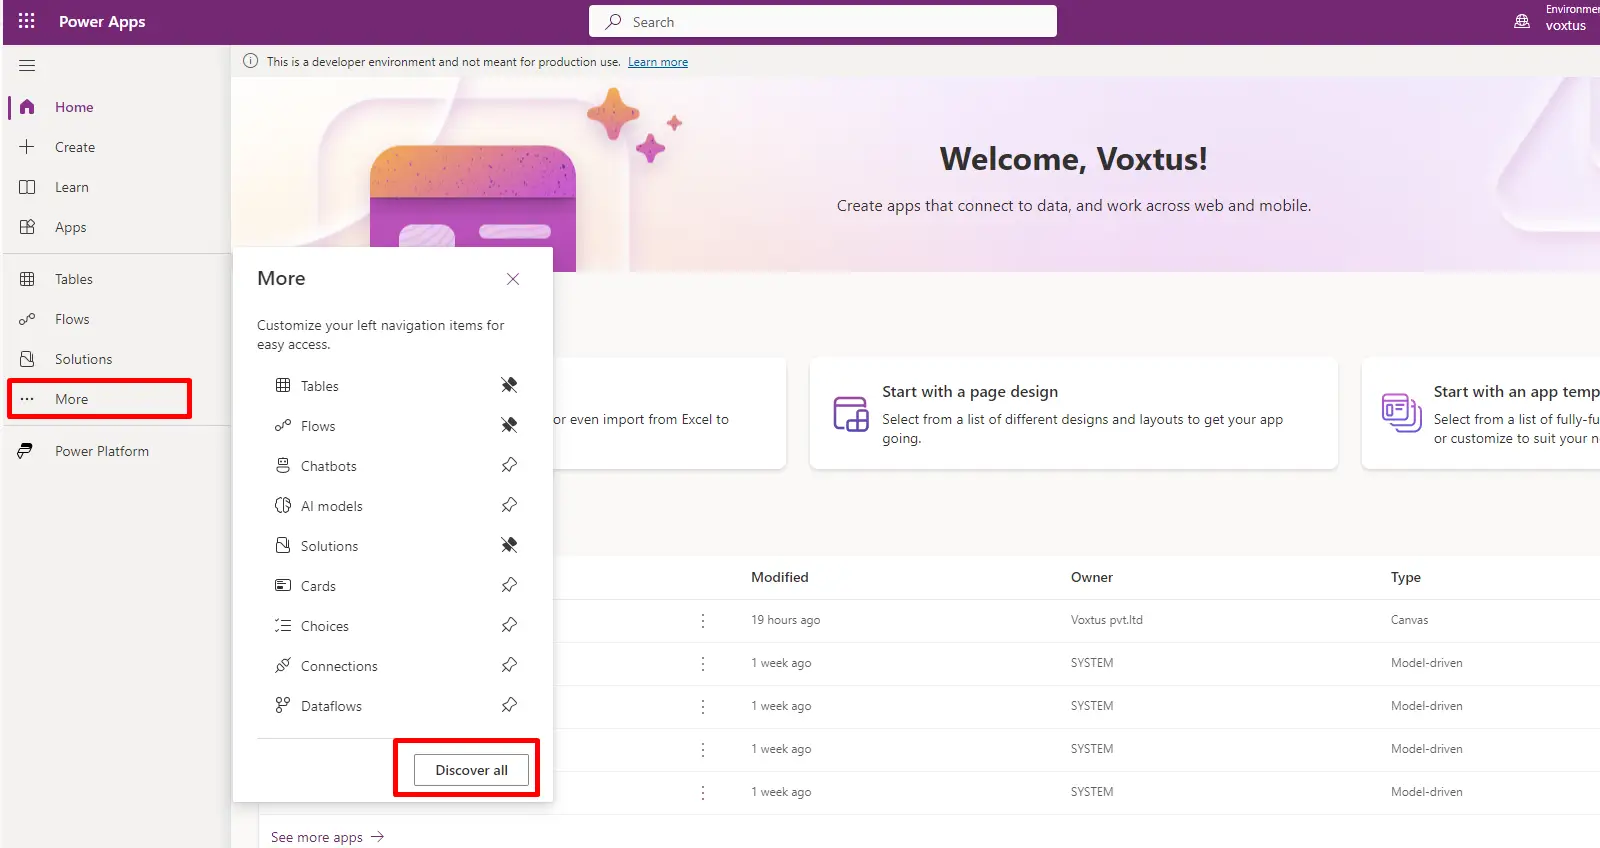 Power Apps
Search
Environmen
voxtus
This is a developer environment and not meant for production use. Learn more
Home
Create
Learn
Apps
Tables
Flows
Solutions
More
Power Platform
Welcome, Voxtus!
Create apps that connect to data, and work across web and mobile.
More
Customize your left navigation items for
easy access.
Tables
Flows
Chatbots
AI models
Solutions
Cards
Choices
Connections
Dataflows
Discover all
or even import from Excel to
Start with a page design
Select from a list of different designs and layouts to get your app
going.
Start with an app temp
Select from a list of fully-fu
or customize to suit your n
Modified Owner Type
19 hours ago Voxtus pvt.ltd Canvas
1 week ago SYSTEM Model-driven
1 week ago SYSTEM Model-driven
1 week ago SYSTEM Model-driven
1 week ago SYSTEM Model-driven
See more apps